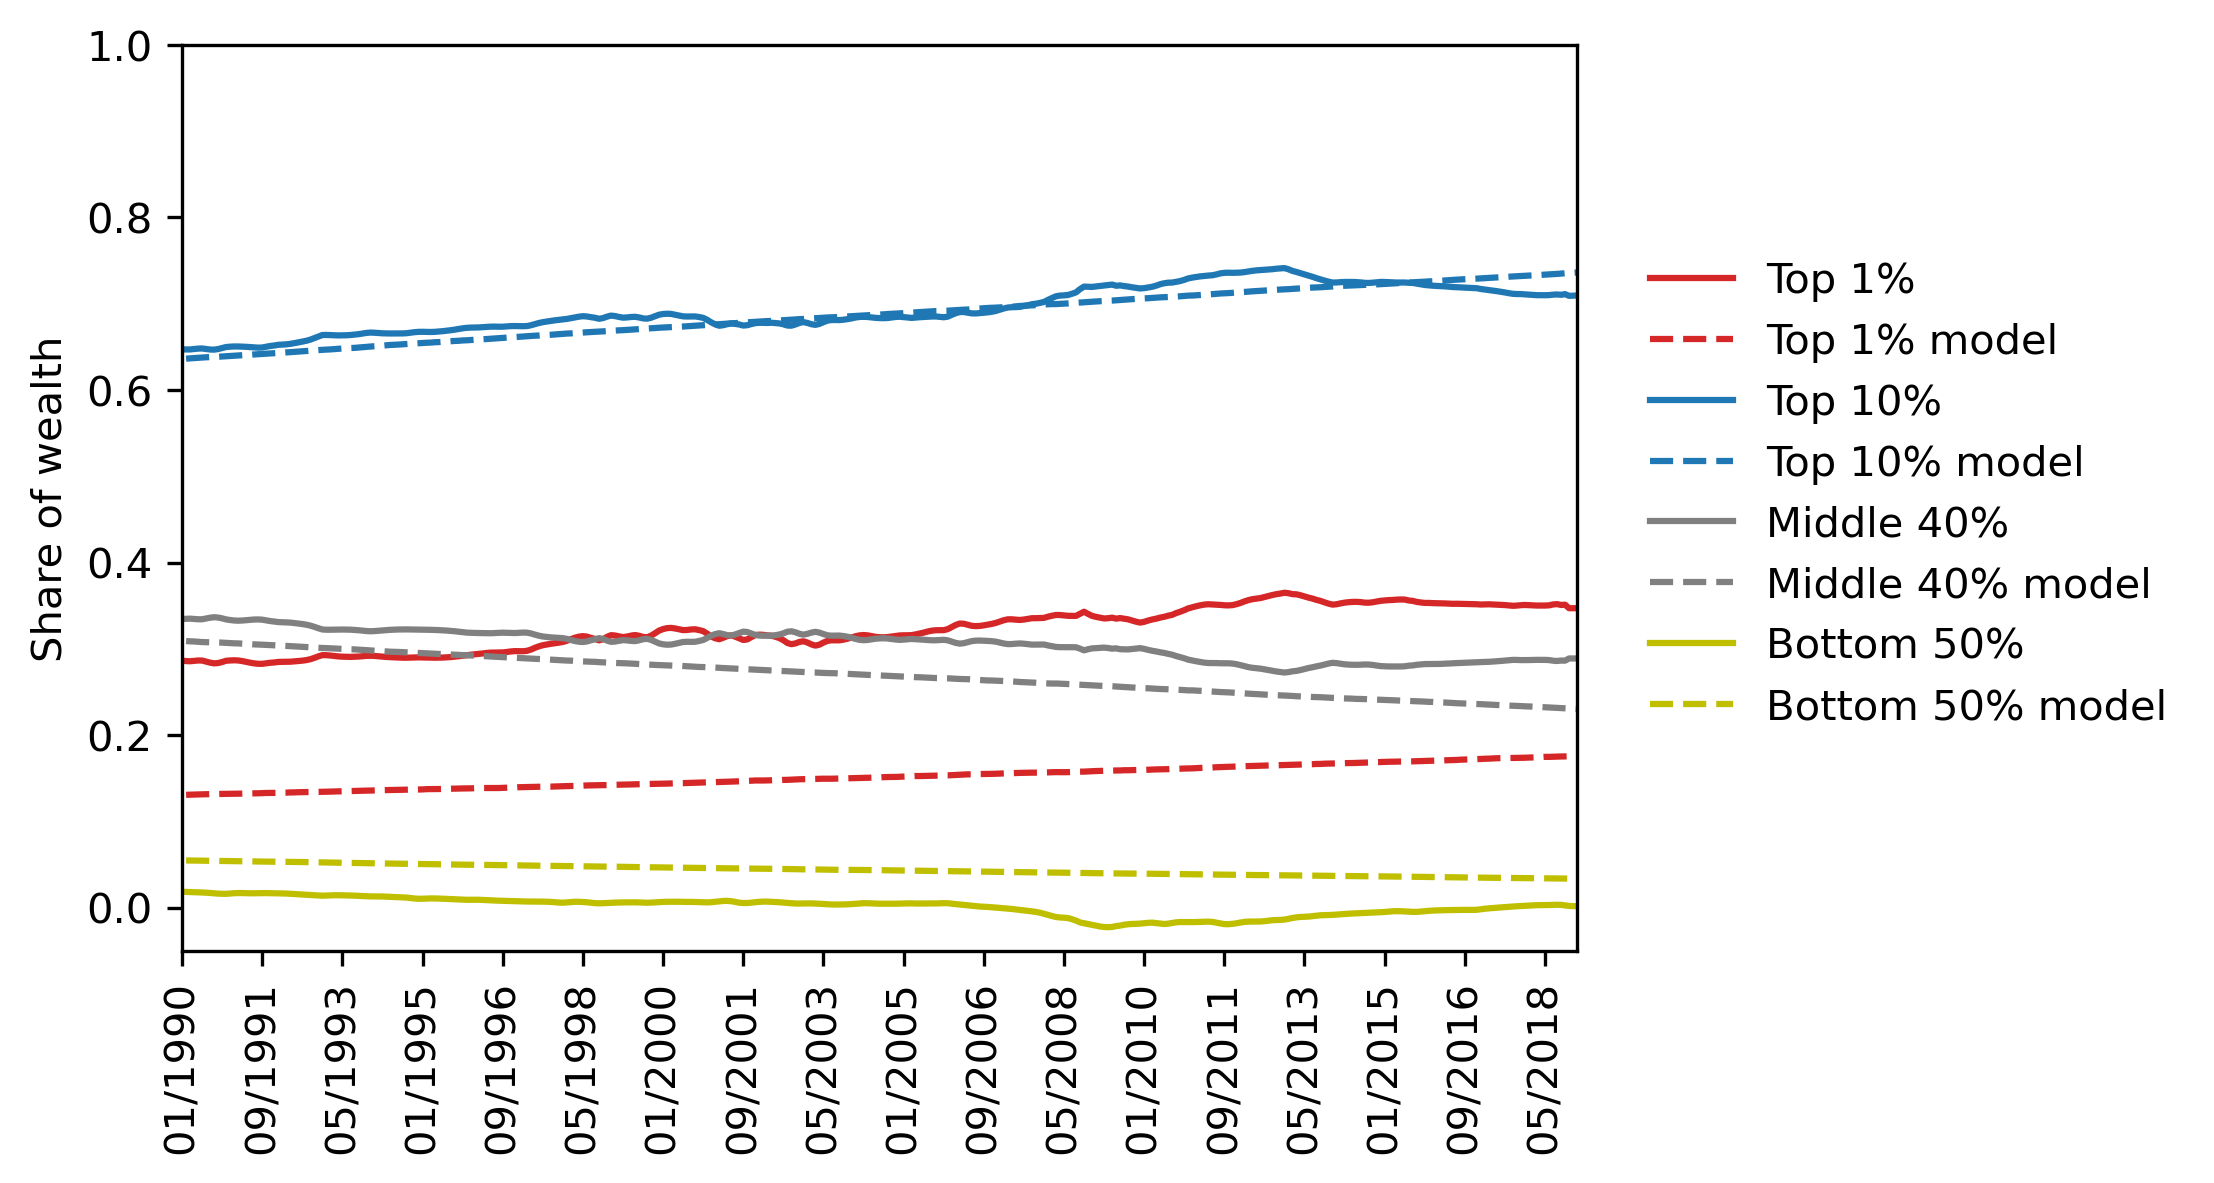 1.0
0.8
0.6
0.4
0.2
0.0
Share of wealth
01/1990
09/1991
05/1993
01/1995
09/1996
05/1998
01/2000
09/2001
05/2003
01/2005
09/2006
05/2008
01/2010
09/2011
05/2013
01/2015
09/2016
05/2018
Top 1%
Top 1% model
Top 10%
Top 10% model
Middle 40%
Middle 40% model
Bottom 50%
Bottom 50% model